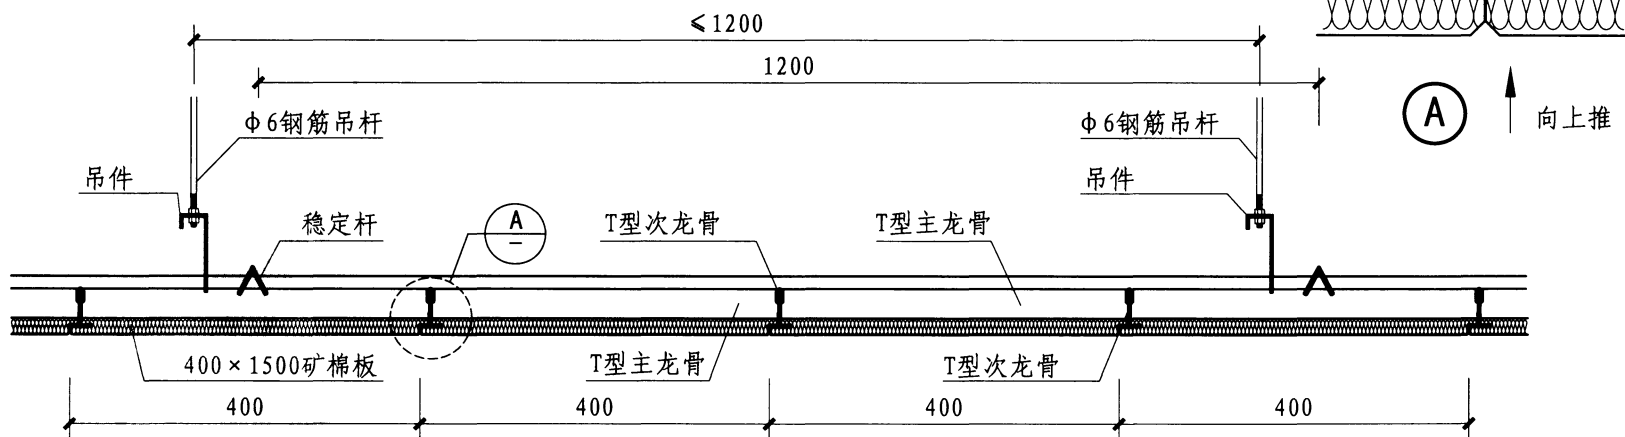 ≤1200
1200
φ6钢筋吊杆
φ6钢筋吊杆
A
向上推
吊件
吊件
稳定杆
A
—
T型次龙骨
T型主龙骨
400×1500矿棉板
T型主龙骨
T型次龙骨
400
400
400
400